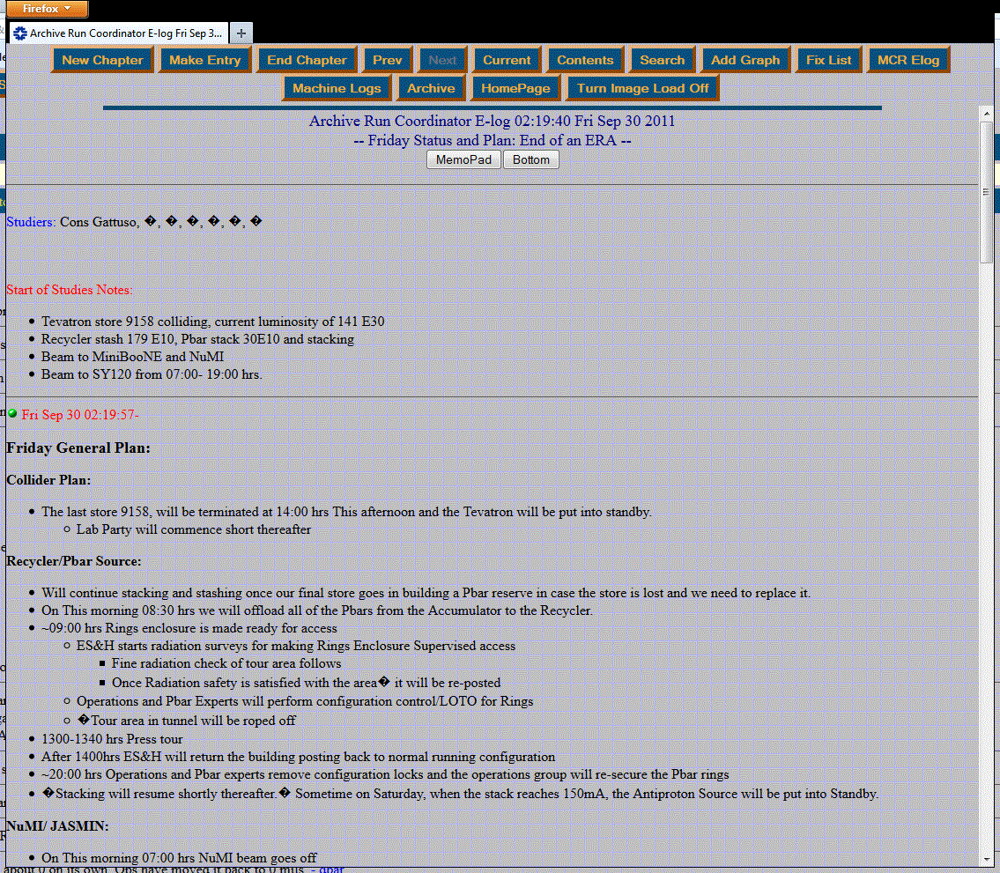 Firefox
Archive Run Coordinator E-log Fri Sep 3...
New Chapter Make Entry End Chapter Prev Next Current Contents Search Add Graph Fix List MCR Elog
Machine Logs Archive HomePage Turn Image Load Off
Archive Run Coordinator E-log 02:19:40 Fri Sep 30 2011
-- Friday Status and Plan: End of an ERA --
MemoPad Bottom
Studiers: Cons Gattuso, �, �, �, �, �, �
Start of Studies Notes:
• Tevatron store 9158 colliding, current luminosity of 141 E30
• Recycler stash 179 E10, Pbar stack 30E10 and stacking
• Beam to MiniBooNE and NuMI
• Beam to SY120 from 07:00- 19:00 hrs.
Fri Sep 30 02:19:57-
Friday General Plan:
Collider Plan:
• The last store 9158, will be terminated at 14:00 hrs This afternoon and the Tevatron will be put into standby.
○ Lab Party will commence short thereafter
Recycler/Pbar Source:
• Will continue stacking and stashing once our final store goes in building a Pbar reserve in case the store is lost and we need to replace it.
• On This morning 08:30 hrs we will offload all of the Pbars from the Accumulator to the Recycler.
• ~09:00 hrs Rings enclosure is made ready for access
○ ES&H starts radiation surveys for making Rings Enclosure Supervised access
■ Fine radiation check of tour area follows
■ Once Radiation safety is satisfied with the area� it will be re-posted
○ Operations and Pbar Experts will perform configuration control/LOTO for Rings
○ �Tour area in tunnel will be roped off
• 1300-1340 hrs Press tour
• After 1400hrs ES&H will return the building posting back to normal running configuration
• ~20:00 hrs Operations and Pbar experts remove configuration locks and the operations group will re-secure the Pbar rings
• �Stacking will resume shortly thereafter.� Sometime on Saturday, when the stack reaches 150mA, the Antiproton Source will be put into Standby.
NuMI/ JASMIN:
• On This morning 07:00 hrs NuMI beam goes off
about 0 on its own. Ops have moved it back to 0 mils. - pbar